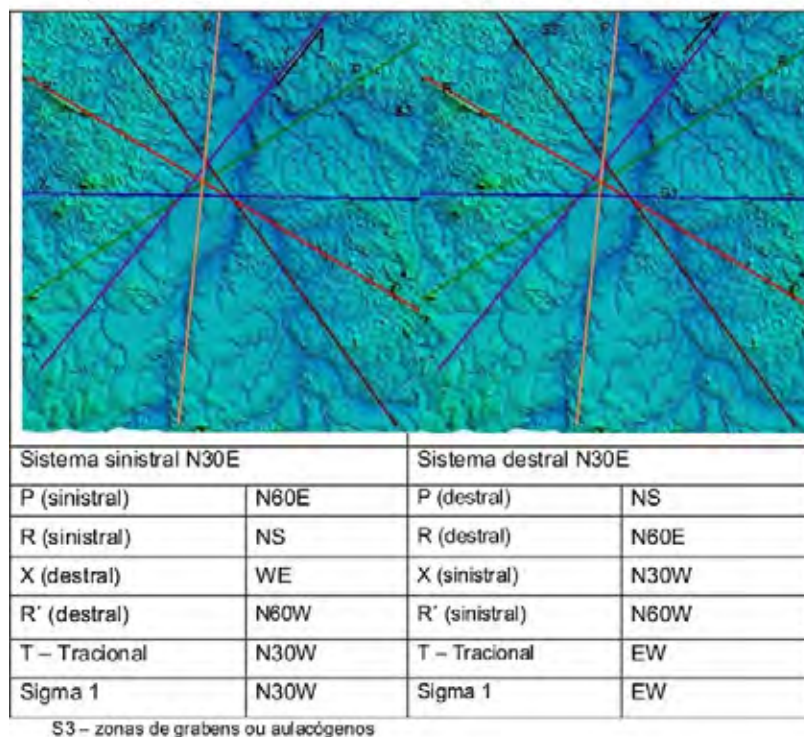 Sistema sinistral N30E Sistema destral N30E
P (sinistral) N60E P (destral) NS
R (sinistral) NS R (destral) N60E
X (destral) WE X (sinistral) N30W
R´ (destral) N60W R´ (sinistral) N60W
T – Tracional N30W T – Tracional EW
Sigma 1 N30W Sigma 1 EW
S3 – zonas de grabens ou aulacógenos